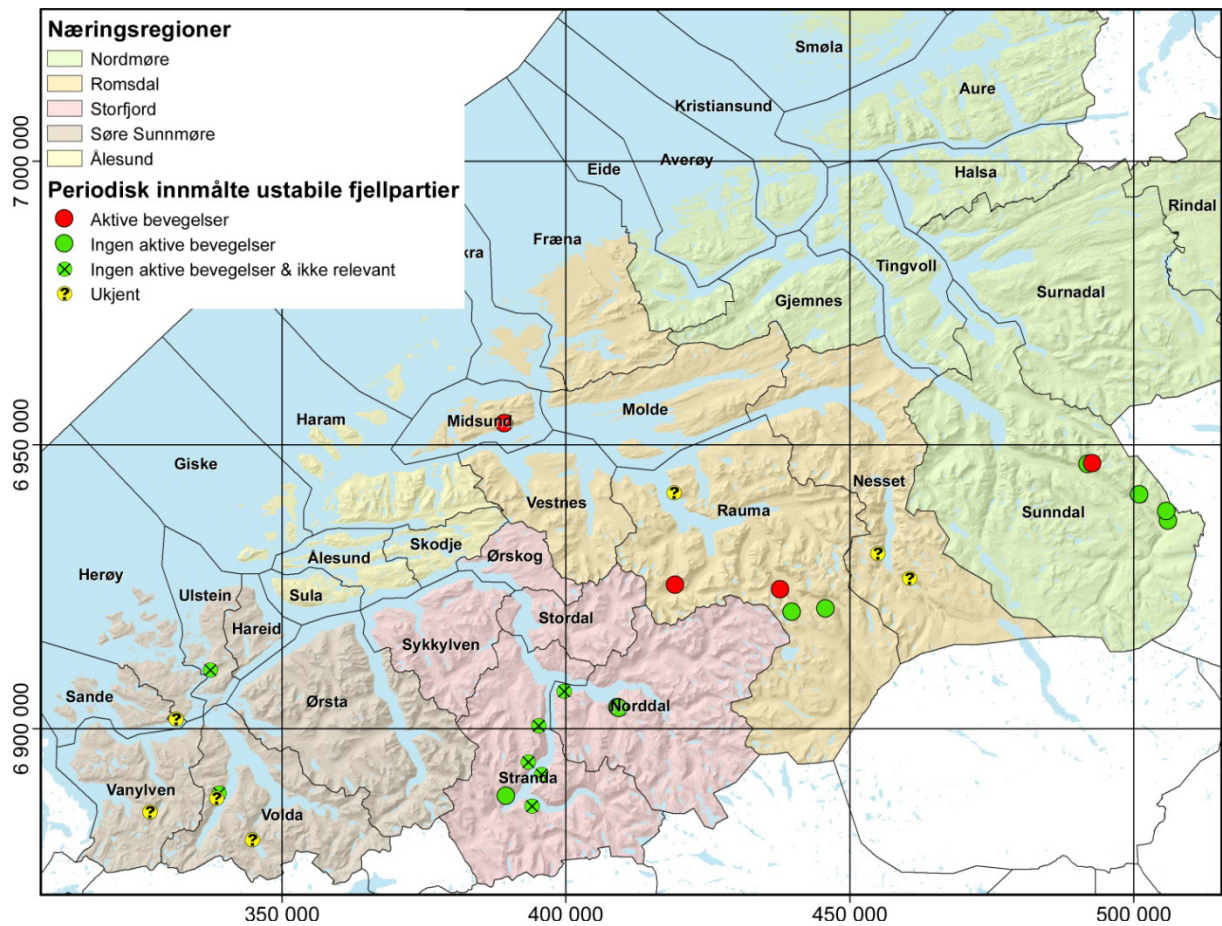 Næringsregioner
Nordmøre
Romsdal
Storfjord
Søre Sunnmøre
Ålesund
Periodisk innmålte ustabile fjellpartier
Aktive bevegelser
Ingen aktive bevegelser
Ingen aktive bevegelser & ikke relevant
? Ukjent
Smøla
Aure
Kristiansund
7 000 000
Eide
Averøy
Halsa
Rindal
kra
Fræna
Tingvoll
Surnadal
Gjemnes
Haram
Midsund
Molde
6 950 000
Giske
Nesset
Vestnes
?
Rauma
Sunndal
Ålesund
Skodje
Ørskog
?
Herøy
Ulstein
Sula
?
Hareid
Stordal
Sykkylven
Sande
Ørsta
Norddal
?
6 900 000
Stranda
Vanylven
?
?
Volda
?
350 000
400 000
450 000
500 000